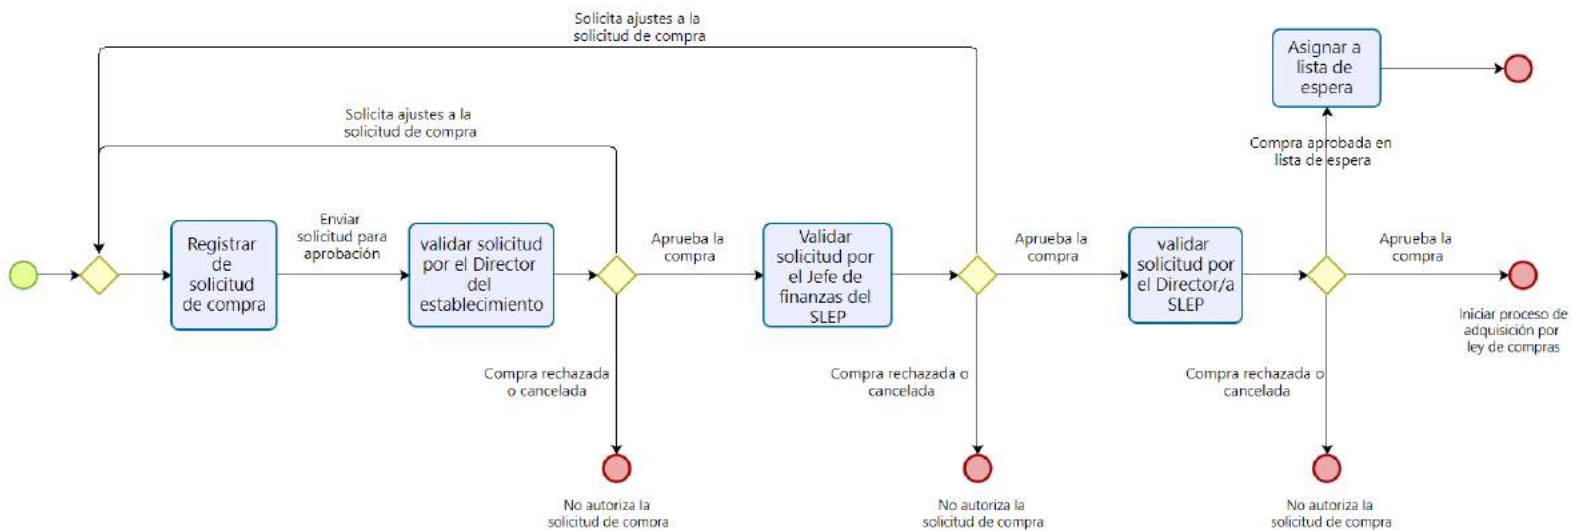 Solicita ajustes a la
solicitud de compra
Asignar a
lista de
espera
Solicita ajustes a la
solicitud de compra
Compra aprobada en
lista de espera
Registrar
de
solicitud
de compra
Enviar
solicitud para
aprobación
validar solicitud
por el Director
del
establecimiento
Aprueba la
compra
Validar
solicitud por
el Jefe de
finanzas del
SLEP
Aprueba la
compra
validar
solicitud por
el Director/a
SLEP
Aprueba la
compra
Iniciar proceso de
adquisición por
ley de compras
Compra rechazada
o cancelada
Compra rechazada o
cancelada
Compra rechazada o
cancelada
No autoriza la
solicitud de compra
No autoriza la
solicitud de compra
No autoriza la
solicitud de compra